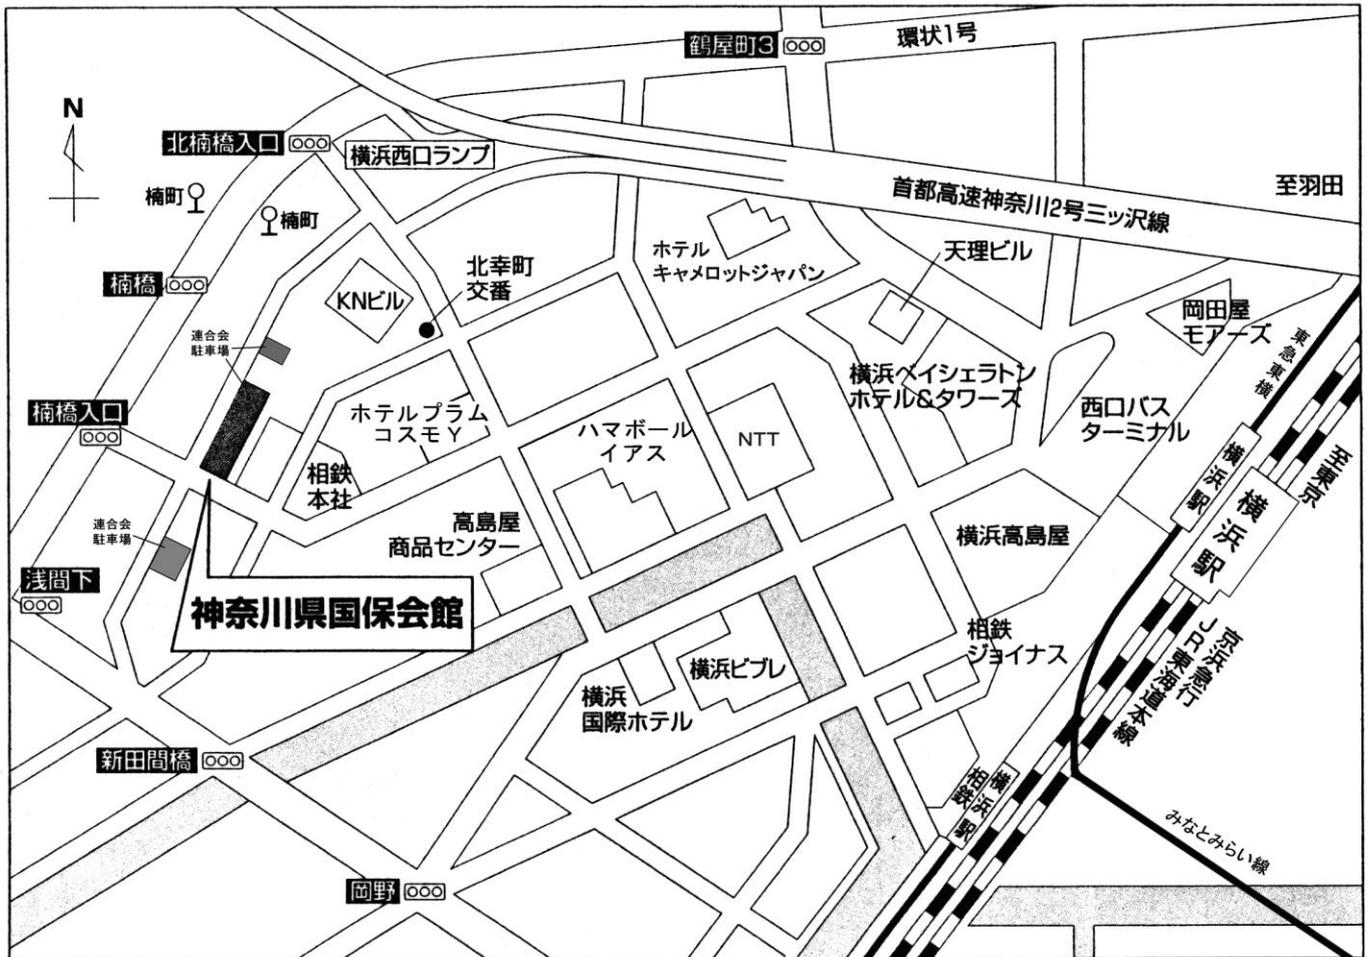 鶴屋町3
環状1号
N
北楠橋入口
横浜西口ランプ
至羽田
首都高速神奈川2号三ッ沢線
楠町
楠町
ホテル
キャメロットジャパン
天理ビル
北幸町
交番
楠橋
KNビル
岡田屋
モアーズ
連合会
駐車場
東急東横
横浜ベイシェラトン
ホテル&タワーズ
楠橋入口
ホテルプラム
コスモY
ハマボール
イアス
NTT
西口バス
ターミナル
相鉄
本社
横浜駅
至東京
横浜駅
高島屋
商品センター
横浜高島屋
連合会
駐車場
浅間下
神奈川県国保会館
相鉄
ジョイナス
京浜急行
JR東海道本線
横浜ビブレ
横浜
国際ホテル
新田間橋
横浜駅
相鉄
みなとみらい線
岡野